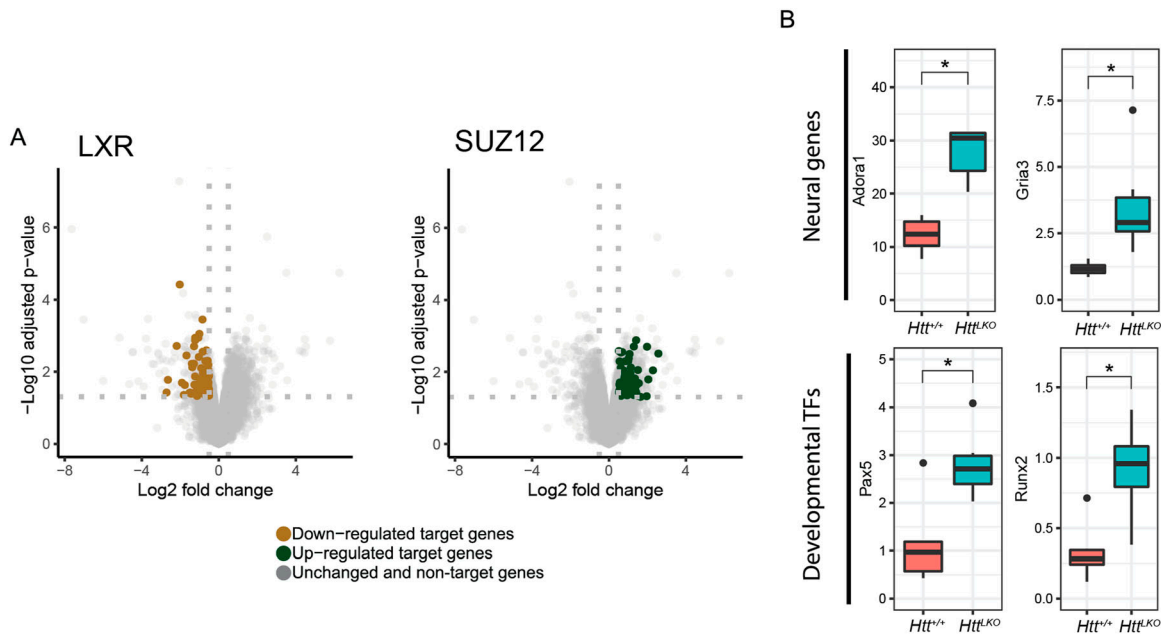 A
LXR
−Log10 adjusted p−value
6
4
2
0
−8
−4
0
4
Log2 fold change
SUZ12
−Log10 adjusted p−value
6
4
2
0
−8
−4
0
4
Log2 fold change
Down−regulated target genes
Up−regulated target genes
Unchanged and non−target genes
B
Neural genes
Adora1
40
30
20
10
0
*
Htt+/+
HttLKO
Gria3
7.5
5.0
2.5
0.0
*
Htt+/+
HttLKO
Developmental TFs
Pax5
5
4
3
2
1
0
*
Htt+/+
HttLKO
Runx2
1.5
1.0
0.5
0.0
*
Htt+/+
HttLKO